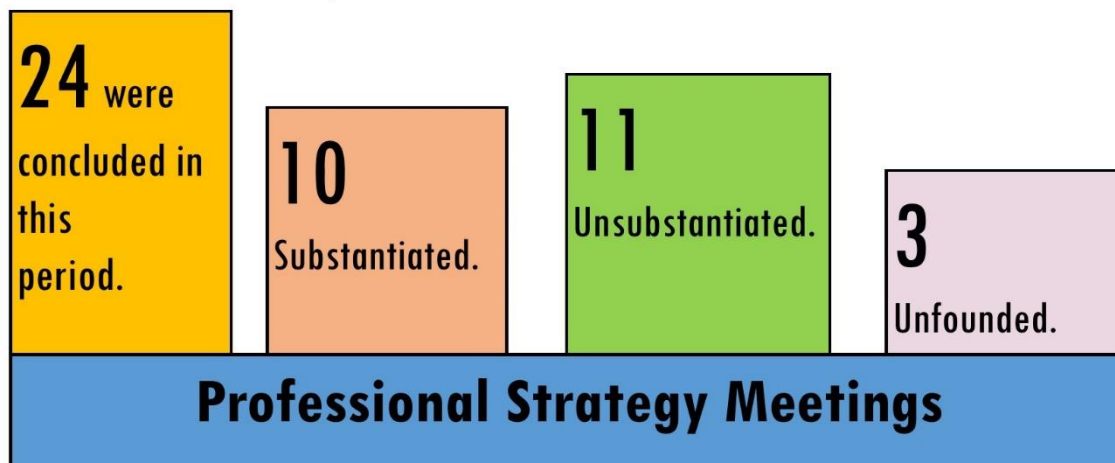 24 were
concluded in
this
period.
10
Substantiated.
11
Unsubstantiated.
3
Unfounded.
Professional Strategy Meetings